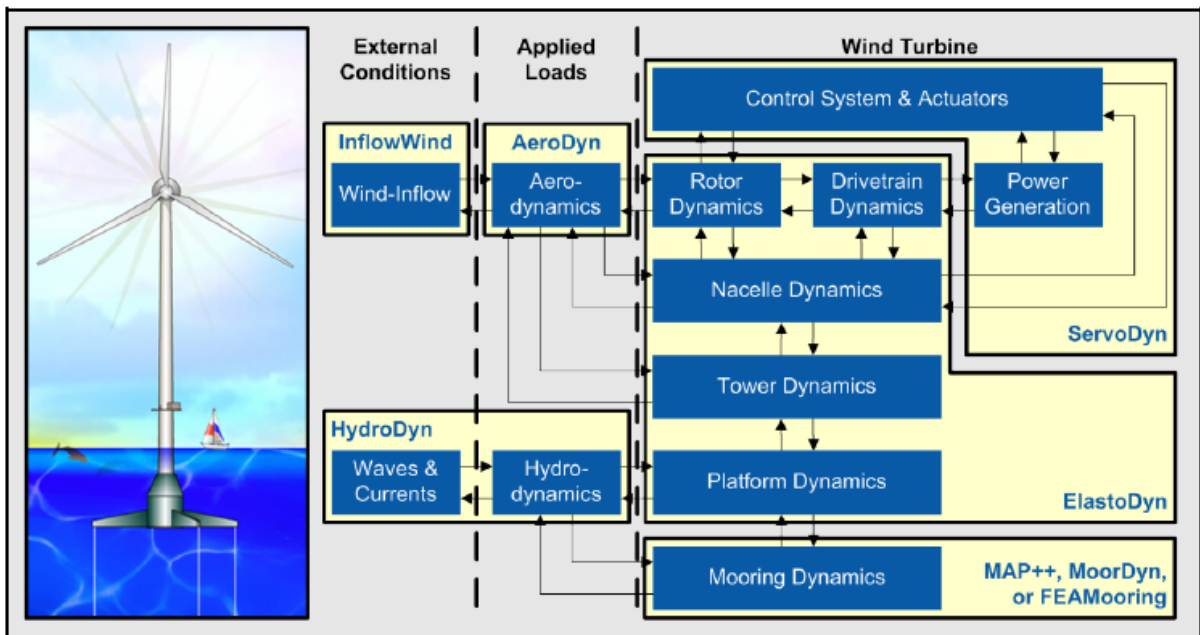 External
Conditions
Applied
Loads
Wind Turbine
Control System & Actuators
InflowWind
AeroDyn
Wind-Inflow
Aero-
dynamics
Rotor
Dynamics
Drivetrain
Dynamics
Power
Generation
Nacelle Dynamics
ServoDyn
Tower Dynamics
HydroDyn
Waves &
Currents
Hydro-
dynamics
Platform Dynamics
ElastoDyn
Mooring Dynamics
MAP++, MoorDyn,
or FEAMooring